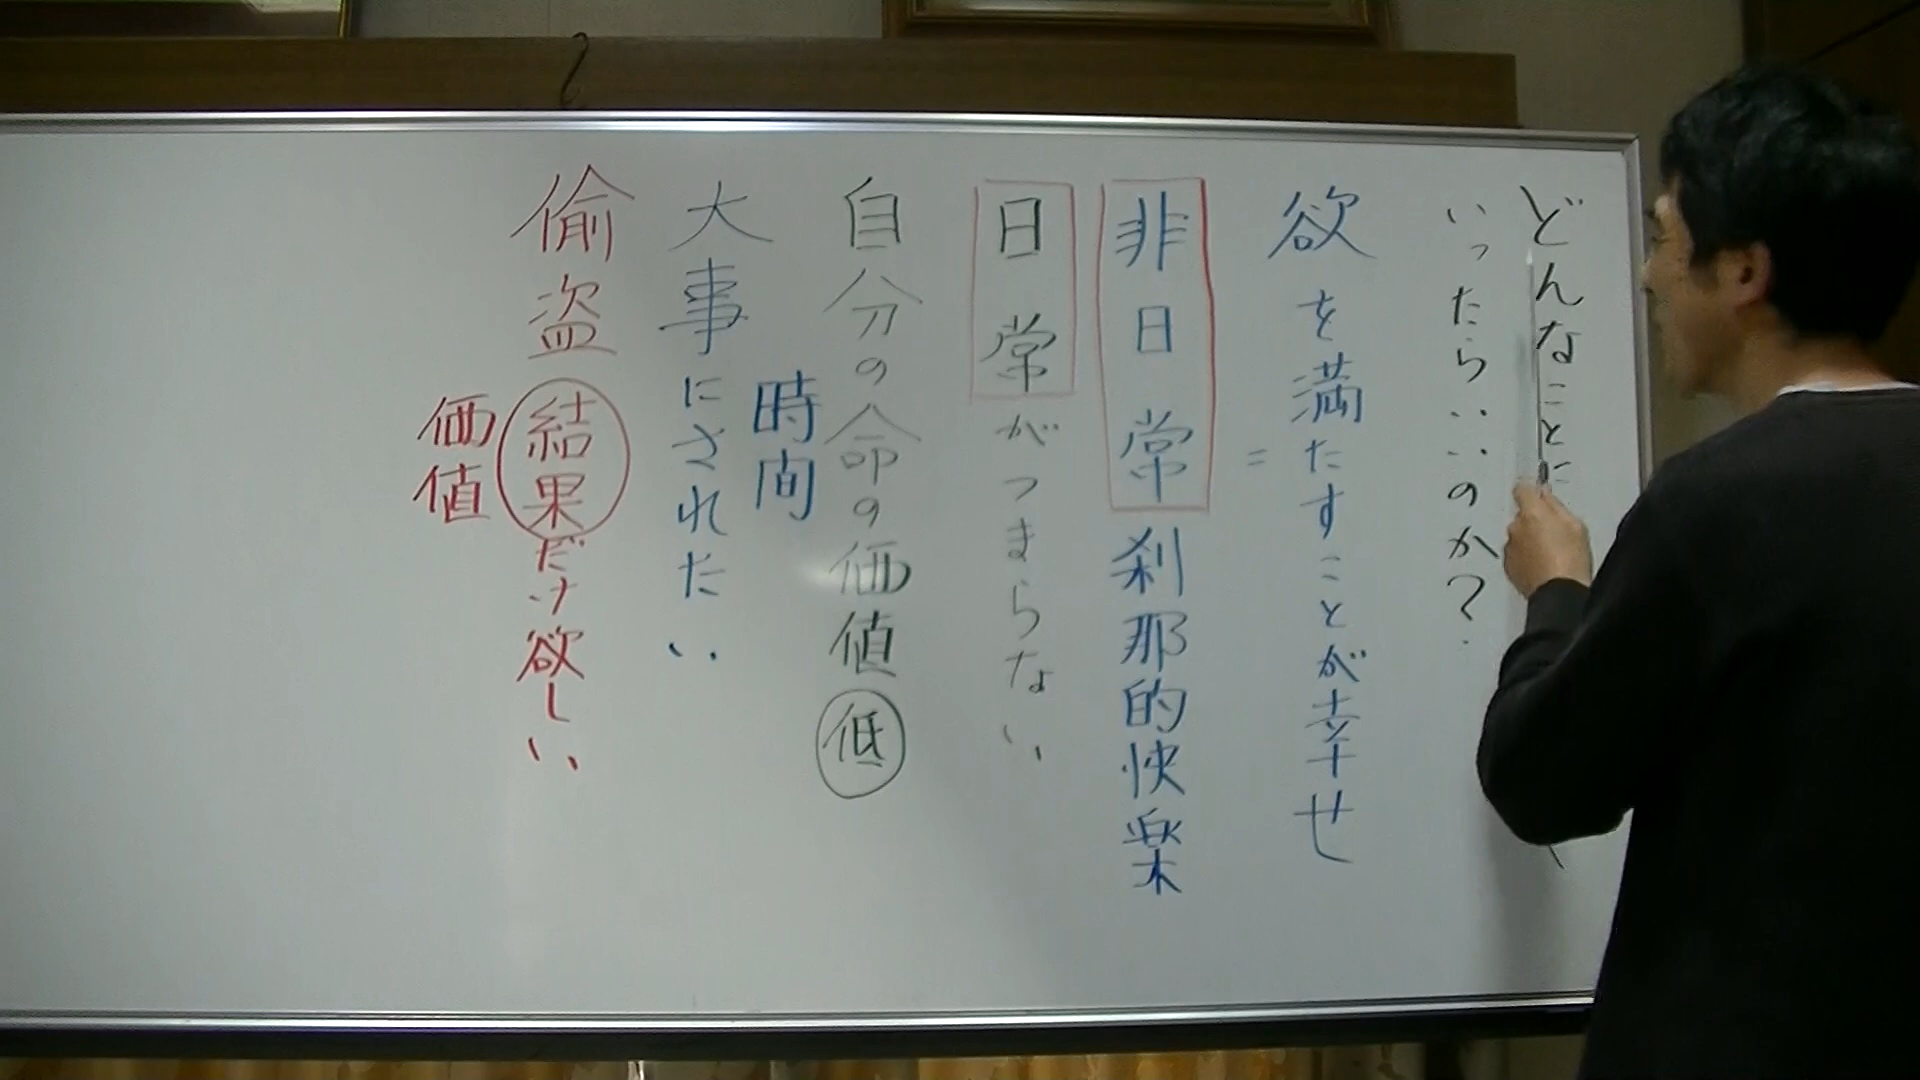 どんなことに
いったらいいのか?
欲を満たすことが幸せ
=
非日常刹那的快楽
日常がつまらない
自分の命の価値低
時間
大事にされたい
偸盗結果だけ欲しい
価値